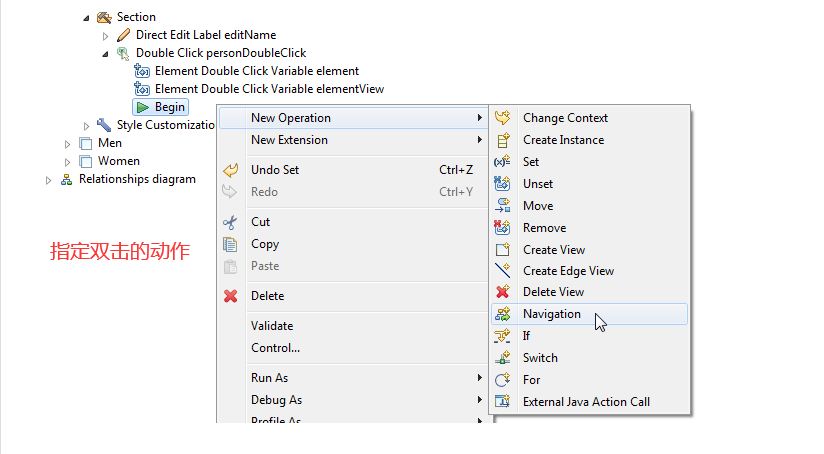 Section
Direct Edit Label editName
Double Click personDoubleClick
Element Double Click Variable element
Element Double Click Variable elementView
Begin
Style Customizatio
Men
Women
Relationships diagram
指定双击的动作
New Operation
New Extension
Undo Set Ctrl+Z
Redo Ctrl+Y
Cut
Copy
Paste
Delete
Validate
Control...
Run As
Debug As
Profile As
Change Context
Create Instance
Set
Unset
Move
Remove
Create View
Create Edge View
Delete View
Navigation
If
Switch
For
External Java Action Call